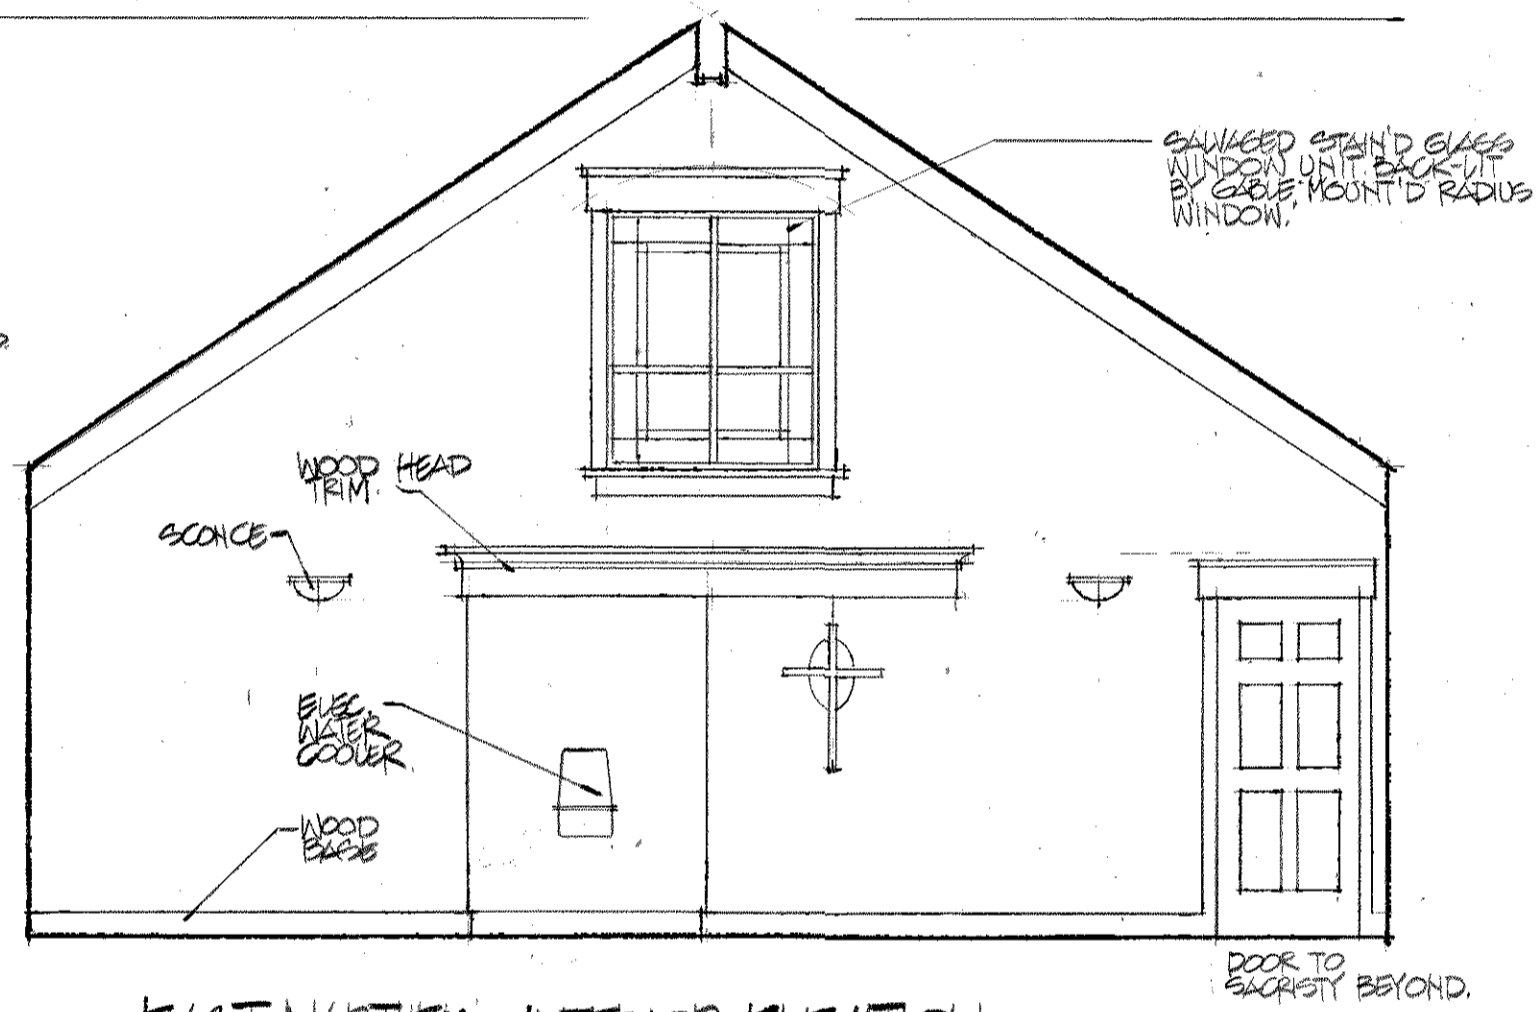 SALVAGED STAIN'D GLASS
WINDOW UNIT. BACK-LIT
BY GABLE, MOUNT'D RADIUS
WINDOW.
WOOD HEAD
TRIM.
SCONCE
ELEC.
WATER
COOLER
WOOD
BASE
DOOR TO
SACRISTY BEYOND.